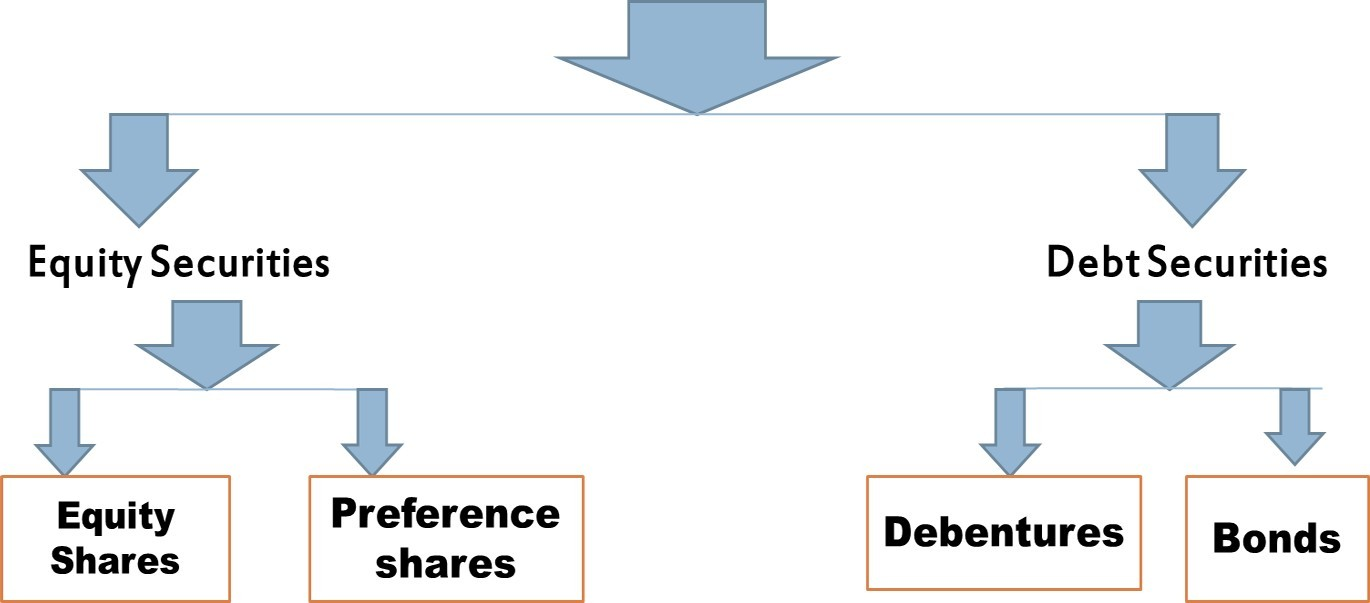 Equity Securities
Debt Securities
Equity
Shares
Preference
shares
Debentures
Bonds